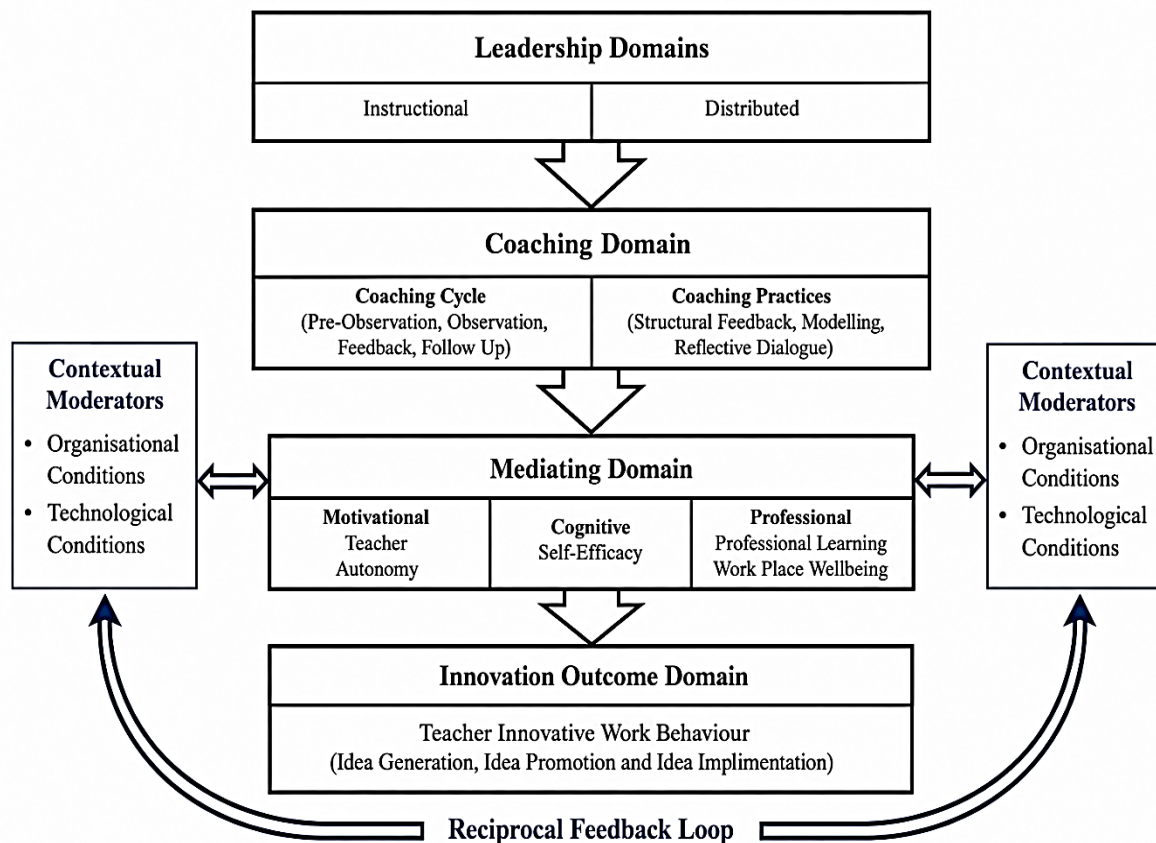 Leadership Domains
Instructional
Distributed
Coaching Domain
Coaching Cycle
(Pre-Observation, Observation,
Feedback, Follow Up)
Coaching Practices
(Structural Feedback, Modelling,
Reflective Dialogue)
Contextual
Moderators
• Organisational
Conditions
• Technological
Conditions
Mediating Domain
Motivational
Teacher
Autonomy
Cognitive
Self-Efficacy
Professional
Professional Learning
Work Place Wellbeing
Contextual
Moderators
• Organisational
Conditions
• Technological
Conditions
Innovation Outcome Domain
Teacher Innovative Work Behaviour
(Idea Generation, Idea Promotion and Idea Implimentation)
Reciprocal Feedback Loop